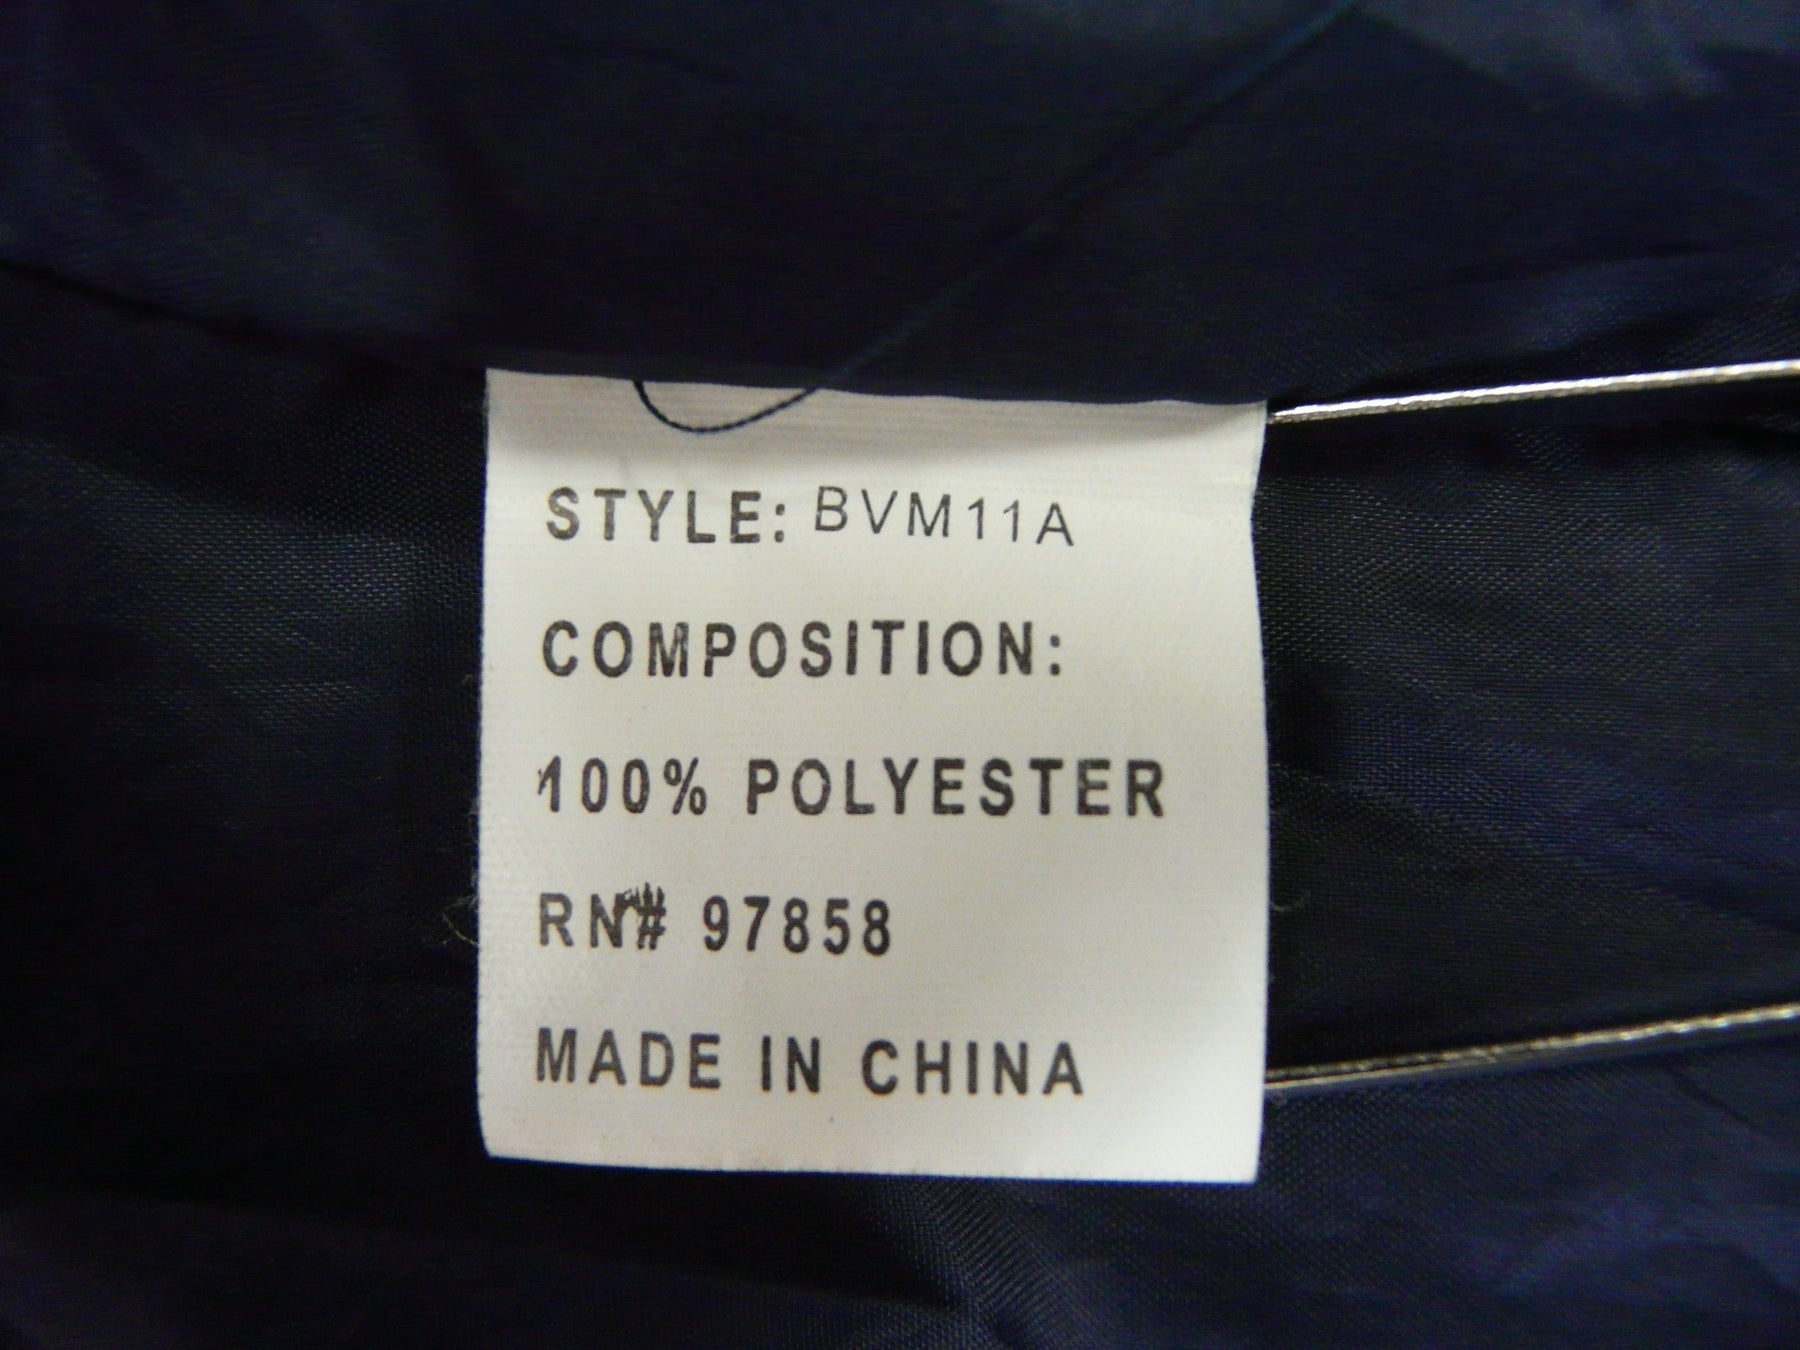 STYLE: BVM11A
COMPOSITION:
100% POLYESTER
RN# 97858
MADE IN CHINA